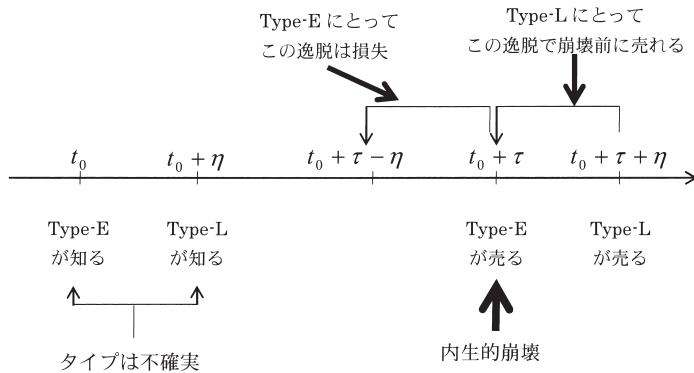 Type-E にとって
この逸脱は損失
Type-L にとって
この逸脱で崩壊前に売れる
t₀
t₀ + η
t₀ + τ − η
t₀ + τ
t₀ + τ + η
Type-E
が知る
Type-L
が知る
Type-E
が売る
Type-L
が売る
タイプは不確実
内生的崩壊